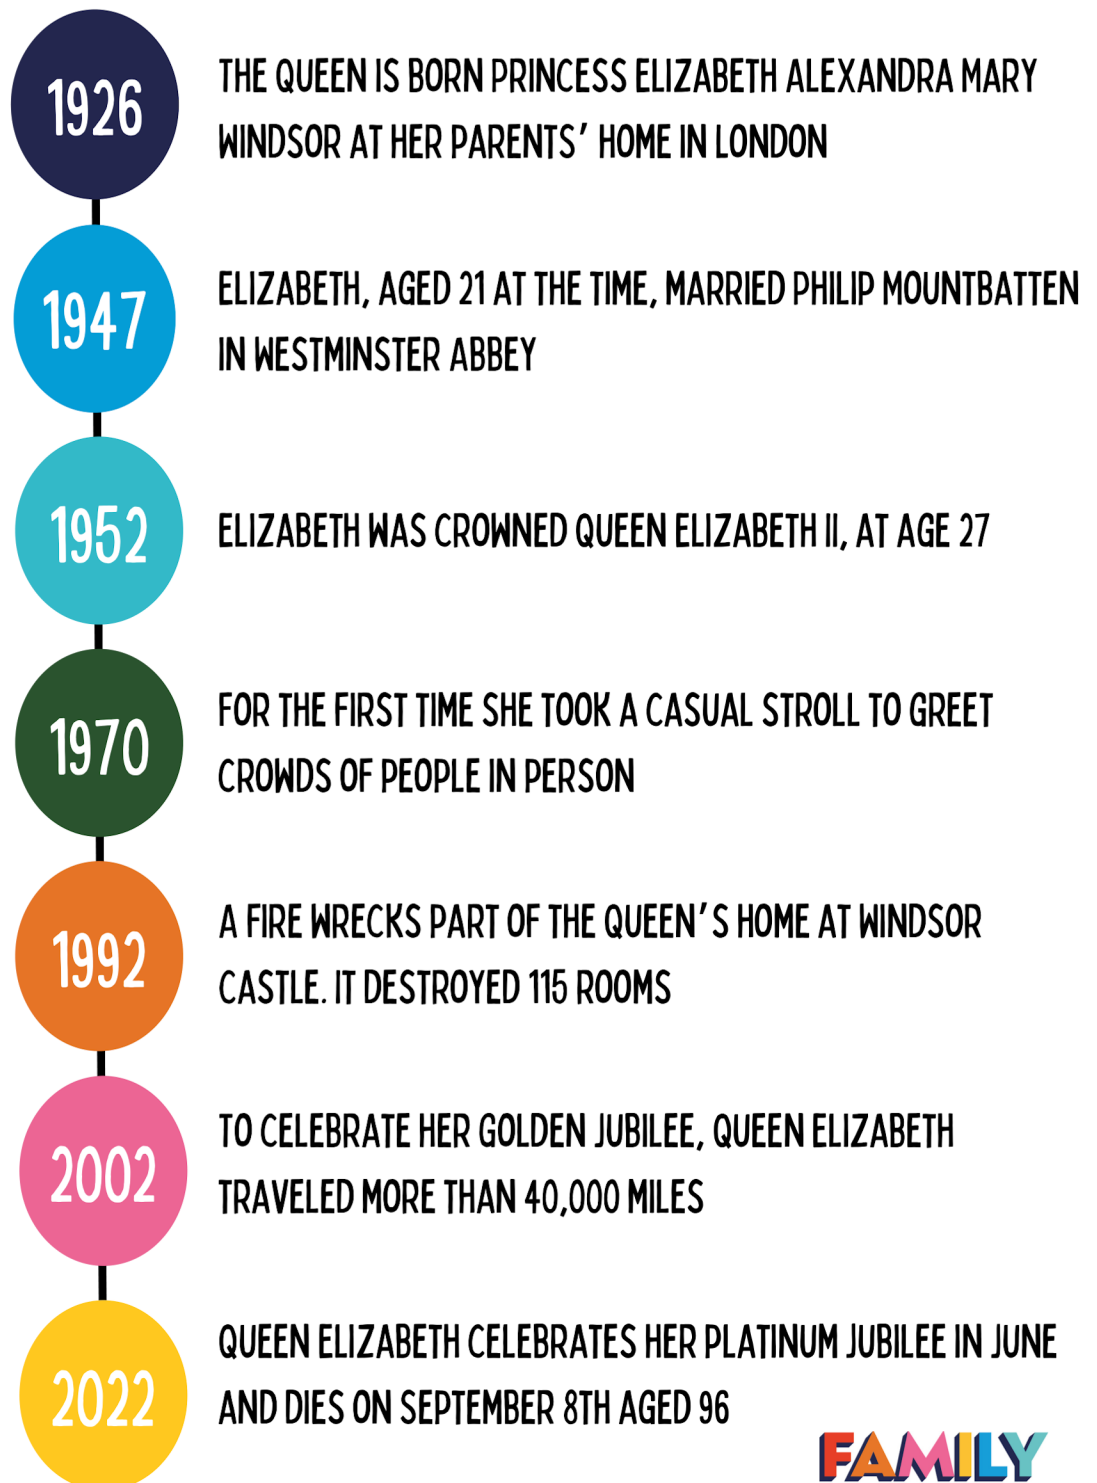 1926
THE QUEEN IS BORN PRINCESS ELIZABETH ALEXANDRA MARY
WINDSOR AT HER PARENTS' HOME IN LONDON
1947
ELIZABETH, AGED 21 AT THE TIME, MARRIED PHILIP MOUNTBATTEN
IN WESTMINSTER ABBEY
1952
ELIZABETH WAS CROWNED QUEEN ELIZABETH II, AT AGE 27
1970
FOR THE FIRST TIME SHE TOOK A CASUAL STROLL TO GREET
CROWDS OF PEOPLE IN PERSON
1992
A FIRE WRECKS PART OF THE QUEEN'S HOME AT WINDSOR
CASTLE. IT DESTROYED 115 ROOMS
2002
TO CELEBRATE HER GOLDEN JUBILEE, QUEEN ELIZABETH
TRAVELED MORE THAN 40,000 MILES
2022
QUEEN ELIZABETH CELEBRATES HER PLATINUM JUBILEE IN JUNE
AND DIES ON SEPTEMBER 8TH AGED 96
FAMILY